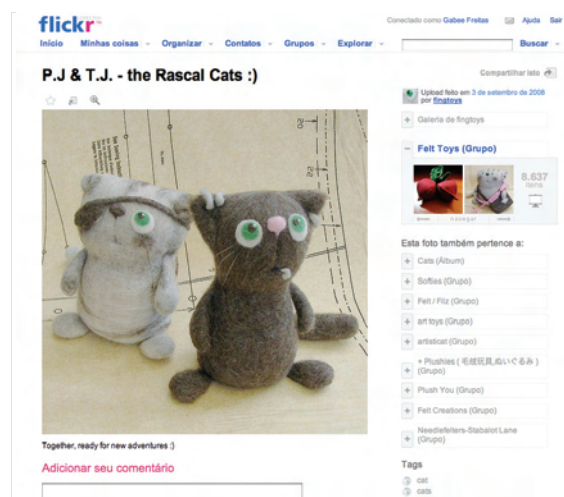 flickr
Conectado como Gabee Freitas Ajuda Sair
Início Minhas coisas Organizar Contatos Grupos Explorar Buscar
P.J & T.J. - the Rascal Cats :)
Compartilhar isto
Upload feito em 3 de setembro de 2008
por fingtoys
Galeria de fingtoys
Felt Toys (Grupo)
8.637
itens
navegar
Esta foto também pertence a:
Cats (Álbum)
Softies (Grupo)
Felt / Filz (Grupo)
art toys (Grupo)
artisticat (Grupo)
+ Plushies ( 毛絨玩具,ぬいぐるみ )
(Grupo)
Plush You (Grupo)
Felt Creations (Grupo)
Needlefelters-Stabalot Lane
(Grupo)
Together, ready for new adventures :)
Adicionar seu comentário
Tags
cat
cats